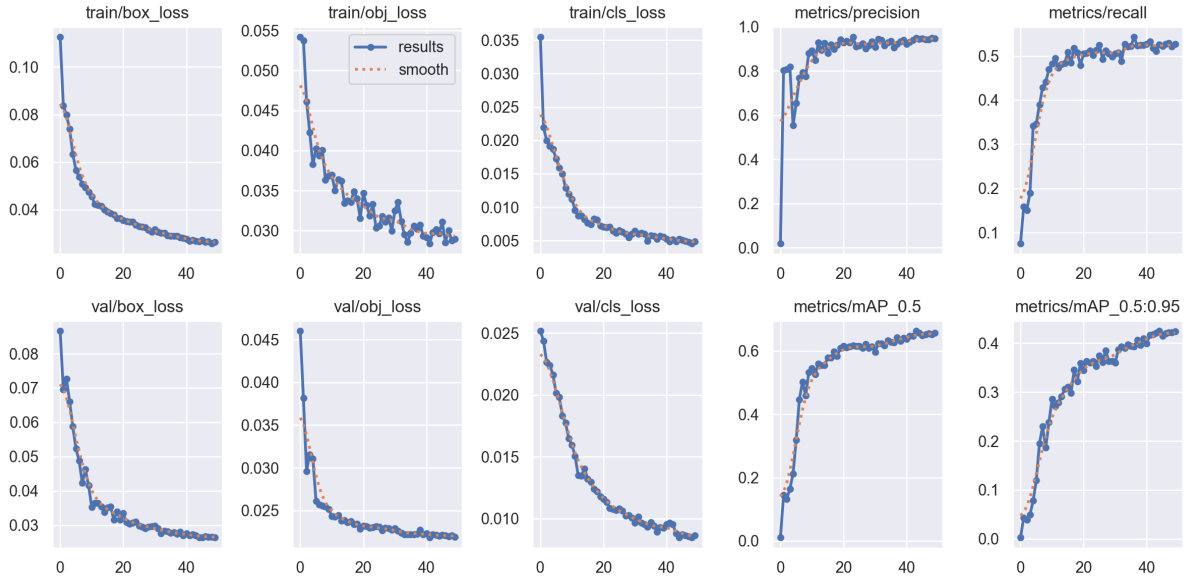 train/box_loss
train/obj_loss
train/cls_loss
metrics/precision
metrics/recall
0.10
0.08
0.06
0.04
0 20 40
0.055
0.050
0.045
0.040
0.035
0.030
0 20 40
results
smooth
0.035
0.030
0.025
0.020
0.015
0.010
0.005
0 20 40
1.0
0.8
0.6
0.4
0.2
0.0
0 20 40
0.5
0.4
0.3
0.2
0.1
0 20 40
val/box_loss
val/obj_loss
val/cls_loss
metrics/mAP_0.5
metrics/mAP_0.5:0.95
0.08
0.07
0.06
0.05
0.04
0.03
0 20 40
0.045
0.040
0.035
0.030
0.025
0 20 40
0.025
0.020
0.015
0.010
0 20 40
0.6
0.4
0.2
0.0
0 20 40
0.4
0.3
0.2
0.1
0.0
0 20 40